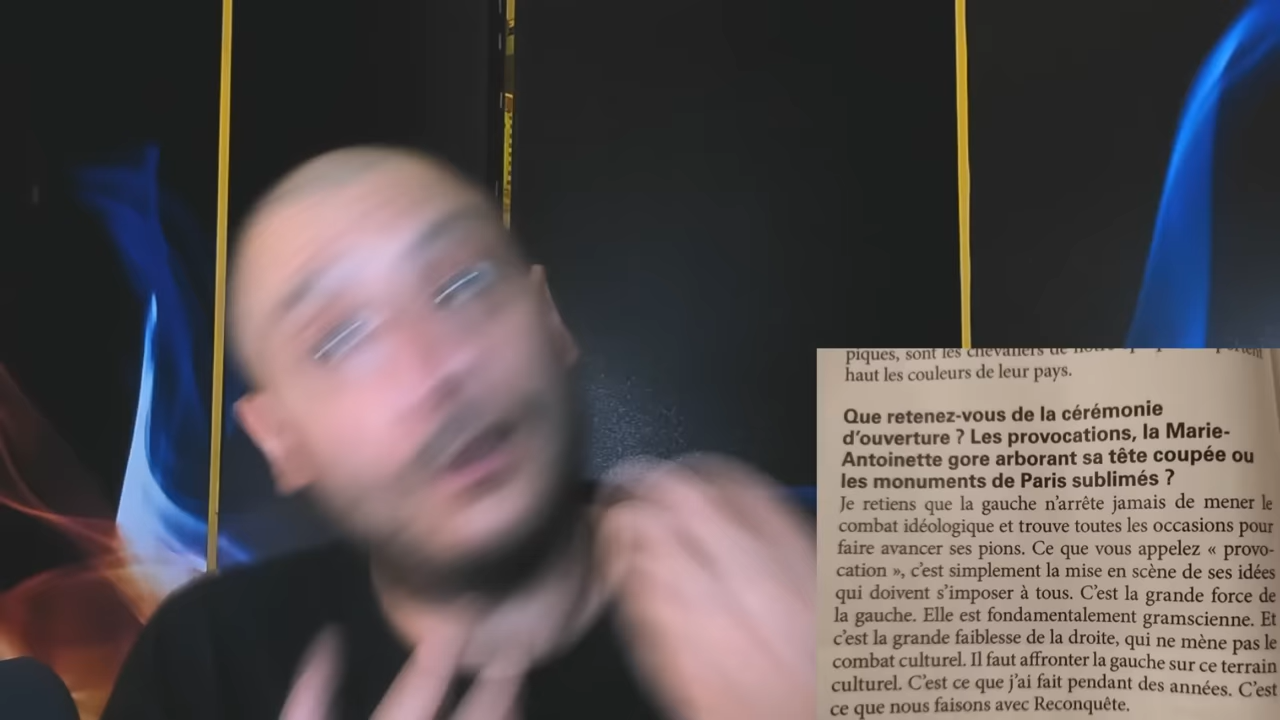 piques, sont les chevaliers de
haut les couleurs de leur pays.
Que retenez-vous de la cérémonie
d'ouverture ? Les provocations, la Marie-
Antoinette gore arborant sa tête coupée ou
les monuments de Paris sublimés ?
Je retiens que la gauche n'arrête jamais de mener le
combat idéologique et trouve toutes les occasions pour
faire avancer ses pions. Ce que vous appelez « provo-
cation », c'est simplement la mise en scène de ses idées
qui doivent s'imposer à tous. C'est la grande force de
la gauche. Elle est fondamentalement gramscienne. Et
c'est la grande faiblesse de la droite, qui ne mène pas le
combat culturel. Il faut affronter la gauche sur ce terrain
culturel. C'est ce que j'ai fait pendant des années. C'est
ce que nous faisons avec Reconquête.